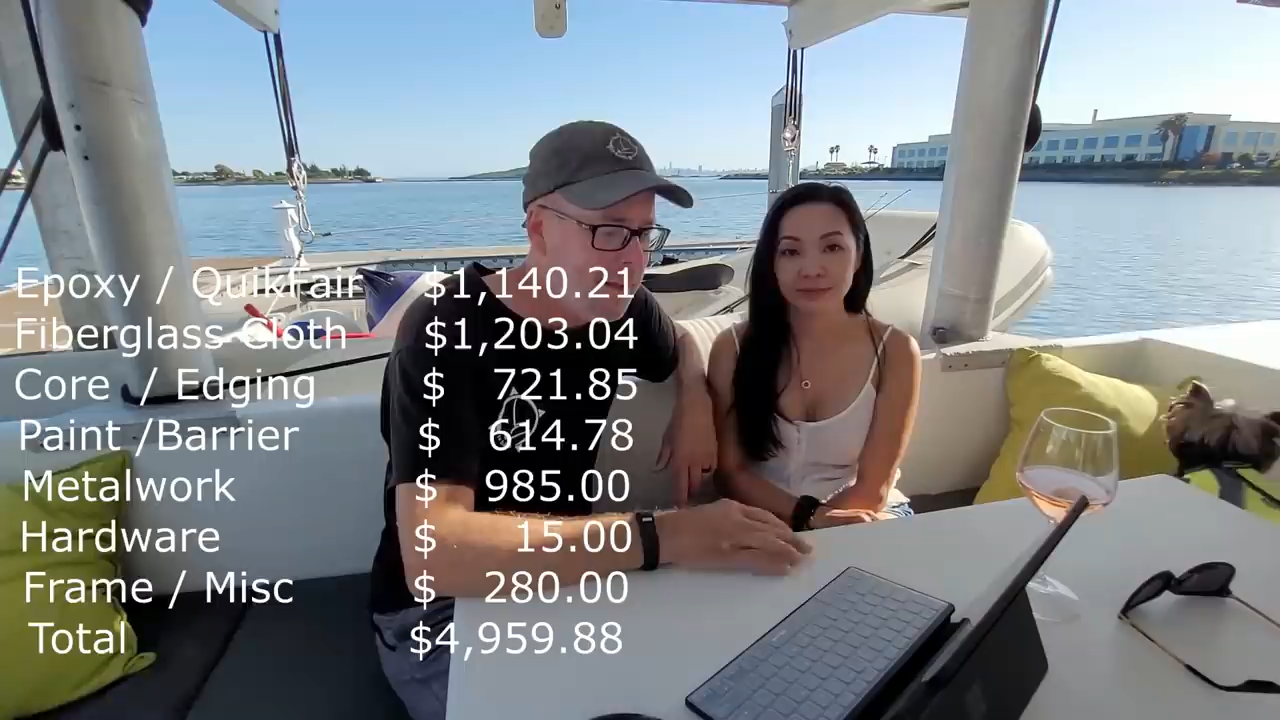 Epoxy / QuikFair $1,140.21
Fiberglass Cloth $1,203.04
Core / Edging $ 721.85
Paint /Barrier $ 614.78
Metalwork $ 985.00
Hardware $ 15.00
Frame / Misc $ 280.00
Total $4,959.88